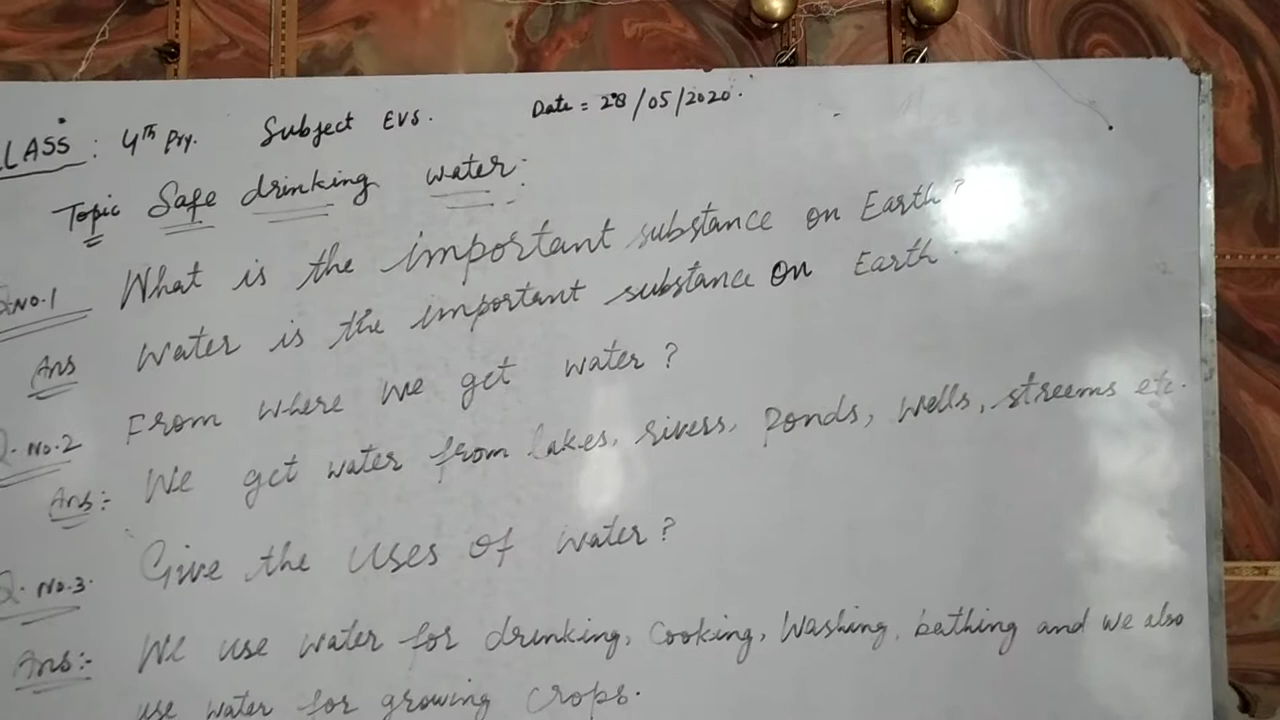 LASS : 4th Pry. Subject EVS. Date = 28/05/2020.
Topic Safe drinking water:
Q.No.1 What is the important substance on Earth?
Ans Water is the important substance on Earth.
Q. No.2 From where we get water?
Ans:- We get water from lakes, rivers, ponds, wells, streems etc.
Q. No.3. Give the uses of water?
Ans:- We use water for drinking, Cooking, Washing, bathing and we also
use water for growing crops.